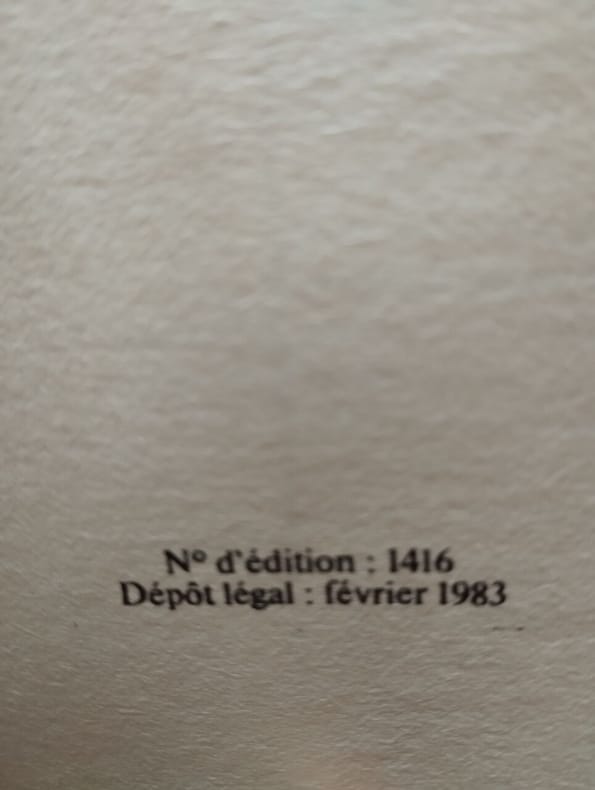 N° d'édition : 1416
Dépôt légal : février 1983